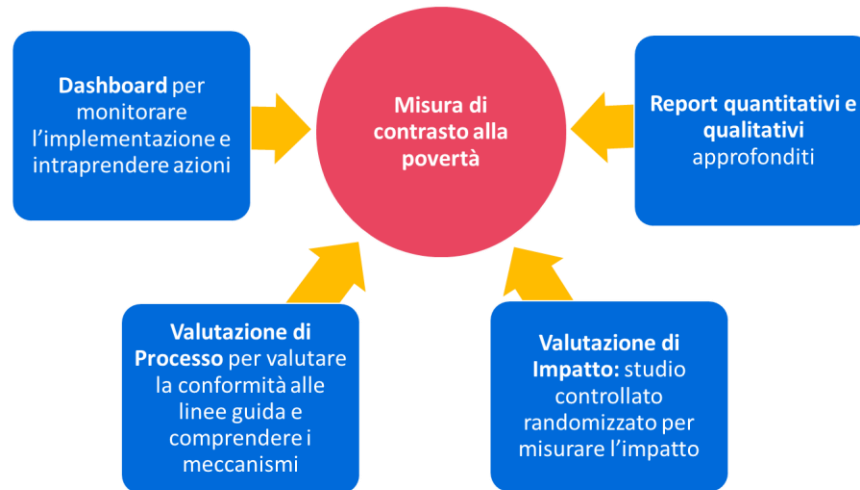 Dashboard per
monitorare
l'implementazione e
intraprendere azioni
Misura di
contrasto alla
povertà
Report quantitativi e
qualitativi
approfonditi
Valutazione di
Processo per valutare
la conformità alle
linee guida e
comprendere i
meccanismi
Valutazione di
Impatto: studio
controllato
randomizzato per
misurare l'impatto